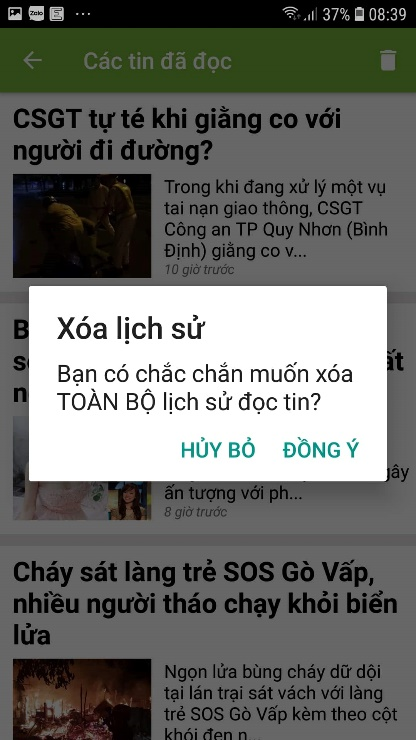 Zalo
37% 08:39
Các tin đã đọc
CSGT tự té khi giằng co với
người đi đường?
Trong khi đang xử lý một vụ
tai nạn giao thông, CSGT
Công an TP Quy Nhơn (Bình
Định) giằng co v...
10 giờ trước
Xóa lịch sử
Bạn có chắc chắn muốn xóa
TOÀN BỘ lịch sử đọc tin?
HỦY BỎ ĐỒNG Ý
ấn tượng với ph...
8 giờ trước
Cháy sát làng trẻ SOS Gò Vấp,
nhiều người tháo chạy khỏi biển
lửa
Ngọn lửa bùng cháy dữ dội
tại lán trại sát vách với làng
trẻ SOS Gò Vấp kèm theo cột
khói đen n...